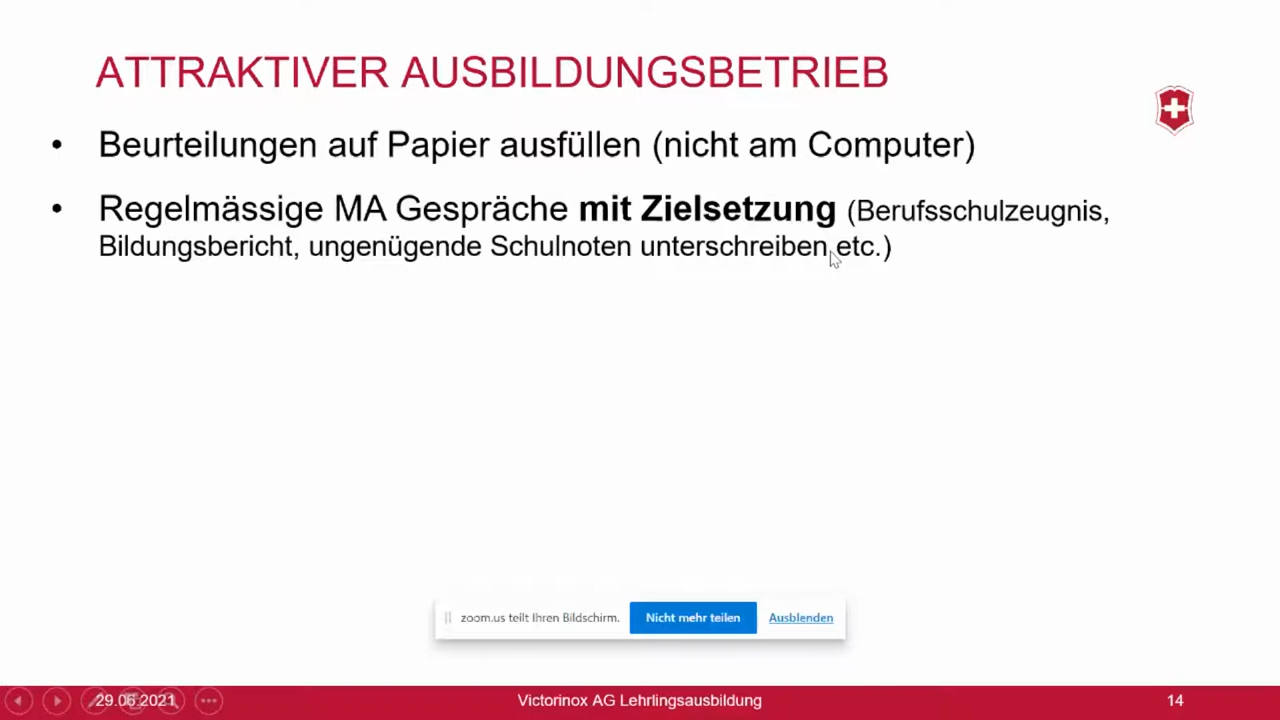 ATTRAKTIVER AUSBILDUNGSBETRIEB
• Beurteilungen auf Papier ausfüllen (nicht am Computer)
• Regelmässige MA Gespräche mit Zielsetzung (Berufsschulzeugnis,
Bildungsbericht, ungenügende Schulnoten unterschreiben etc.)
zoom.us teilt Ihren Bildschirm. Nicht mehr teilen Ausblenden
29.06.2021 Victorinox AG Lehrlingsausbildung 14